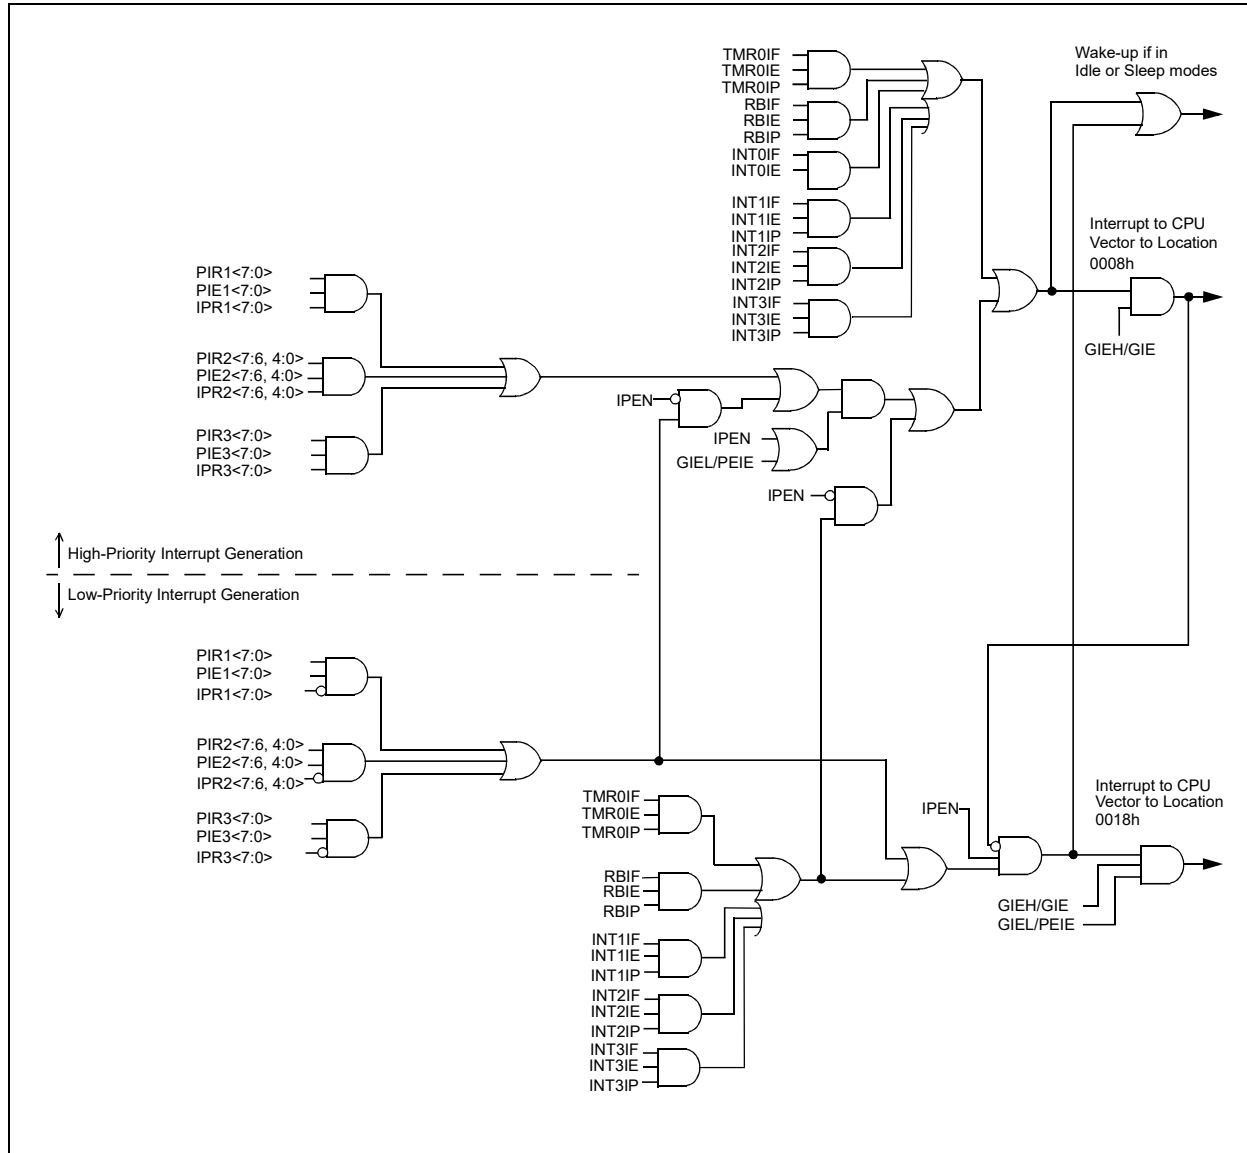 TMR0IF
TMR0IE
TMR0IP
RBIF
RBIE
RBIP
INT0IF
INT0IE
INT1IF
INT1IE
INT1IP
INT2IF
INT2IE
INT2IP
INT3IF
INT3IE
INT3IP
Wake-up if in
Idle or Sleep modes
Interrupt to CPU
Vector to Location
0008h
GIEH/GIE
PIR1<7:0>
PIE1<7:0>
IPR1<7:0>
PIR2<7:6, 4:0>
PIE2<7:6, 4:0>
IPR2<7:6, 4:0>
PIR3<7:0>
PIE3<7:0>
IPR3<7:0>
IPEN
IPEN
GIEL/PEIE
IPEN
High-Priority Interrupt Generation
Low-Priority Interrupt Generation
PIR1<7:0>
PIE1<7:0>
IPR1<7:0>
PIR2<7:6, 4:0>
PIE2<7:6, 4:0>
IPR2<7:6, 4:0>
PIR3<7:0>
PIE3<7:0>
IPR3<7:0>
TMR0IF
TMR0IE
TMR0IP
RBIF
RBIE
RBIP
INT1IF
INT1IE
INT1IP
INT2IF
INT2IE
INT2IP
INT3IF
INT3IE
INT3IP
IPEN
Interrupt to CPU
Vector to Location
0018h
GIEH/GIE
GIEL/PEIE